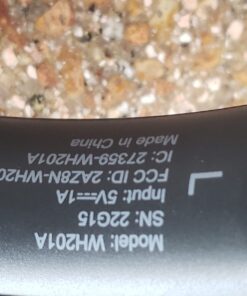 Model: WH201A
SN: 22G15
Input: 5V⎓1A
FCC ID: 2AZ8N-WH20
IC: 27359-WH201A
Made in China
L